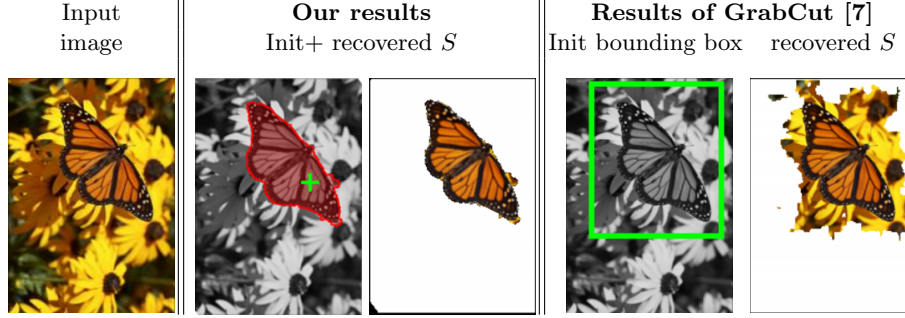 Input
image
Our results
Init+ recovered S
Results of GrabCut [7]
Init bounding box recovered S